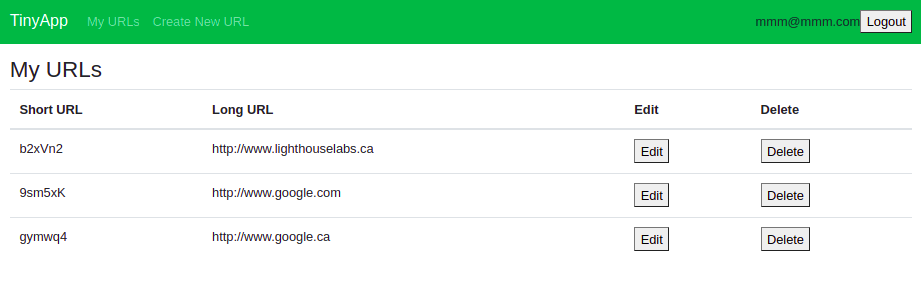 TinyApp My URLs Create New URL mmm@mmm.com Logout
My URLs
Short URL Long URL Edit Delete
b2xVn2 http://www.lighthouselabs.ca Edit Delete
9sm5xK http://www.google.com Edit Delete
gymwq4 http://www.google.ca Edit Delete